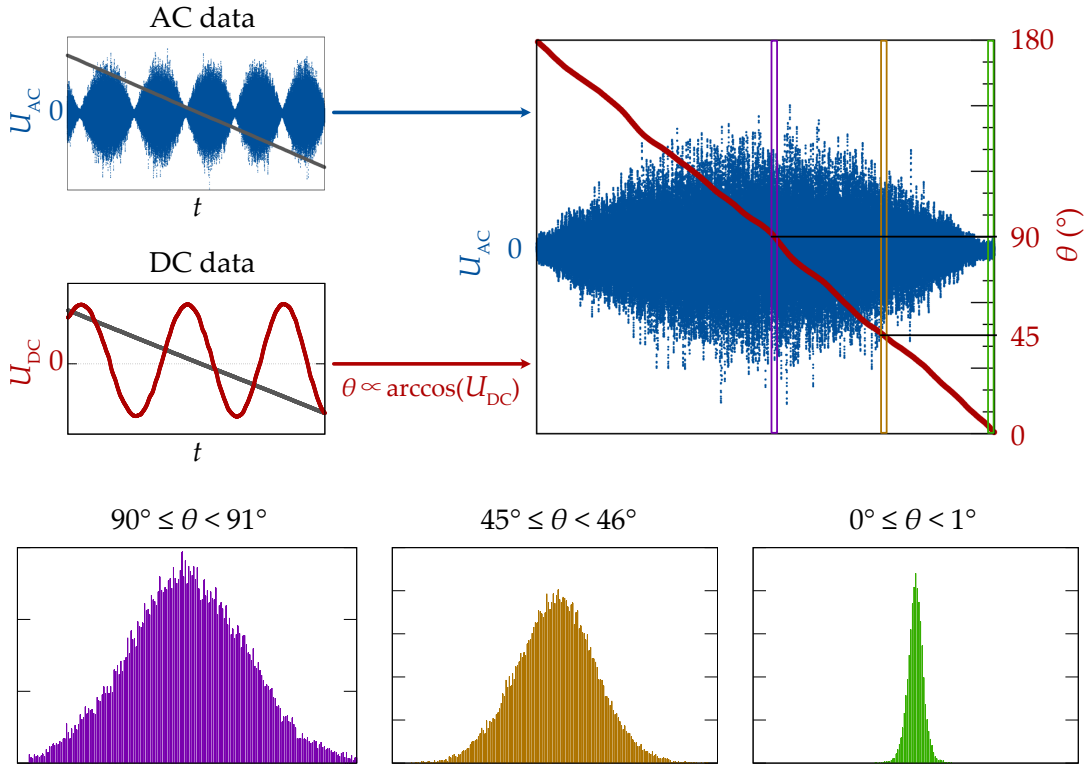 AC data
U_AC
0
t
DC data
U_DC
0
t
θ ∝ arccos(U_DC)
U_AC
0
180
90
45
0
θ (°)
90° ≤ θ < 91°
45° ≤ θ < 46°
0° ≤ θ < 1°